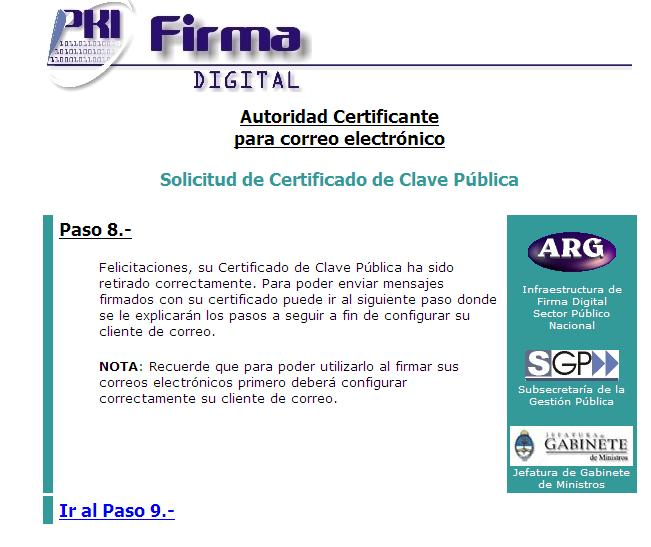 PKI
Firma
DIGITAL
Autoridad Certificante
para correo electrónico
Solicitud de Certificado de Clave Pública
Paso 8.-
Felicitaciones, su Certificado de Clave Pública ha sido
retirado correctamente. Para poder enviar mensajes
firmados con su certificado puede ir al siguiente paso donde
se le explicarán los pasos a seguir a fin de configurar su
cliente de correo.
NOTA: Recuerde que para poder utilizarlo al firmar sus
correos electrónicos primero deberá configurar
correctamente su cliente de correo.
Ir al Paso 9.-
ARG
Infraestructura de
Firma Digital
Sector Público
Nacional
SGP
Subsecretaría de la
Gestión Pública
JEFATURA de
GABINETE
de Ministros
Jefatura de Gabinete
de Ministros